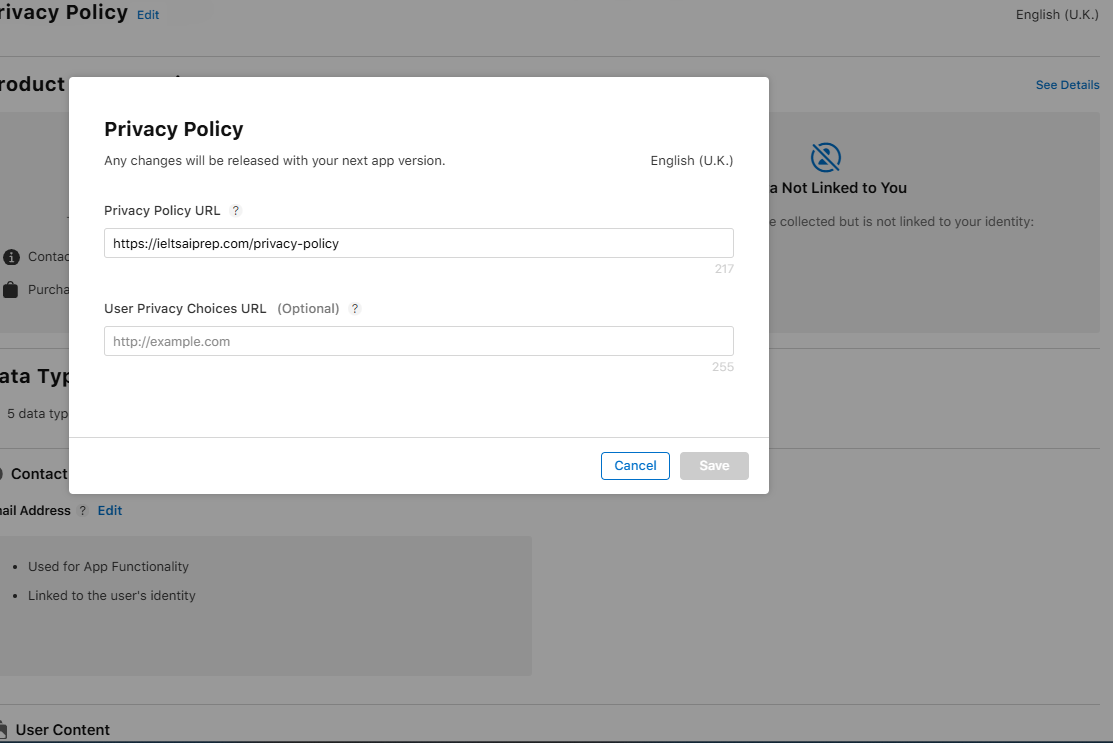 rivacy Policy Edit
English (U.K.)
roduct
See Details
Privacy Policy
Any changes will be released with your next app version.
English (U.K.)
a Not Linked to You
Privacy Policy URL ?
e collected but is not linked to your identity:
https://ieltsaiprep.com/privacy-policy
Contac
217
Purcha
User Privacy Choices URL (Optional) ?
http://example.com
255
ata Typ
5 data typ
Cancel
Save
Contact
ail Address ? Edit
• Used for App Functionality
• Linked to the user's identity
User Content